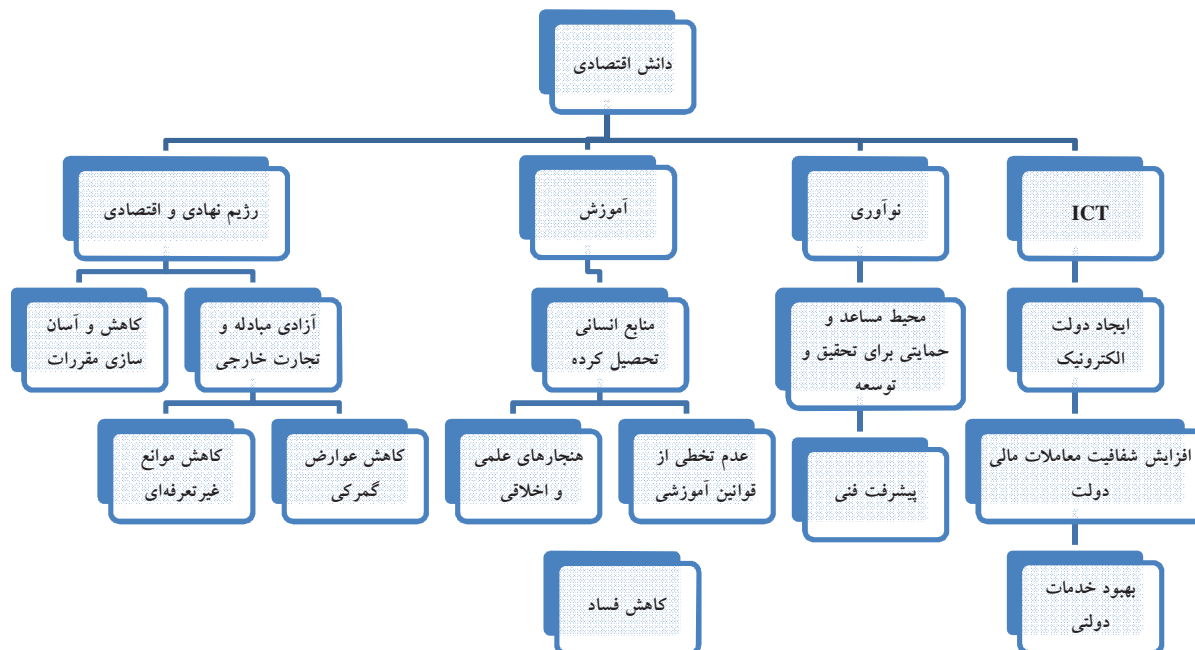 دانش اقتصادی
ICT
نوآوری
آموزش
رژیم نهادی و اقتصادی
ایجاد دولت
الکترونیک
محیط مساعد و
حمایتی برای تحقیق و
توسعه
منابع انسانی
تحصیل کرده
آزادی مبادله و
تجارت خارجی
کاهش و آسان
سازی مقررات
افزایش شفافیت معاملات مالی
دولت
پیشرفت فنی
عدم تخطی از
قوانین آموزشی
هنجارهای علمی
و اخلاقی
کاهش عوارض
گمرکی
کاهش موانع
غیرتعرفه‌ای
بهبود خدمات
دولتی
کاهش فساد